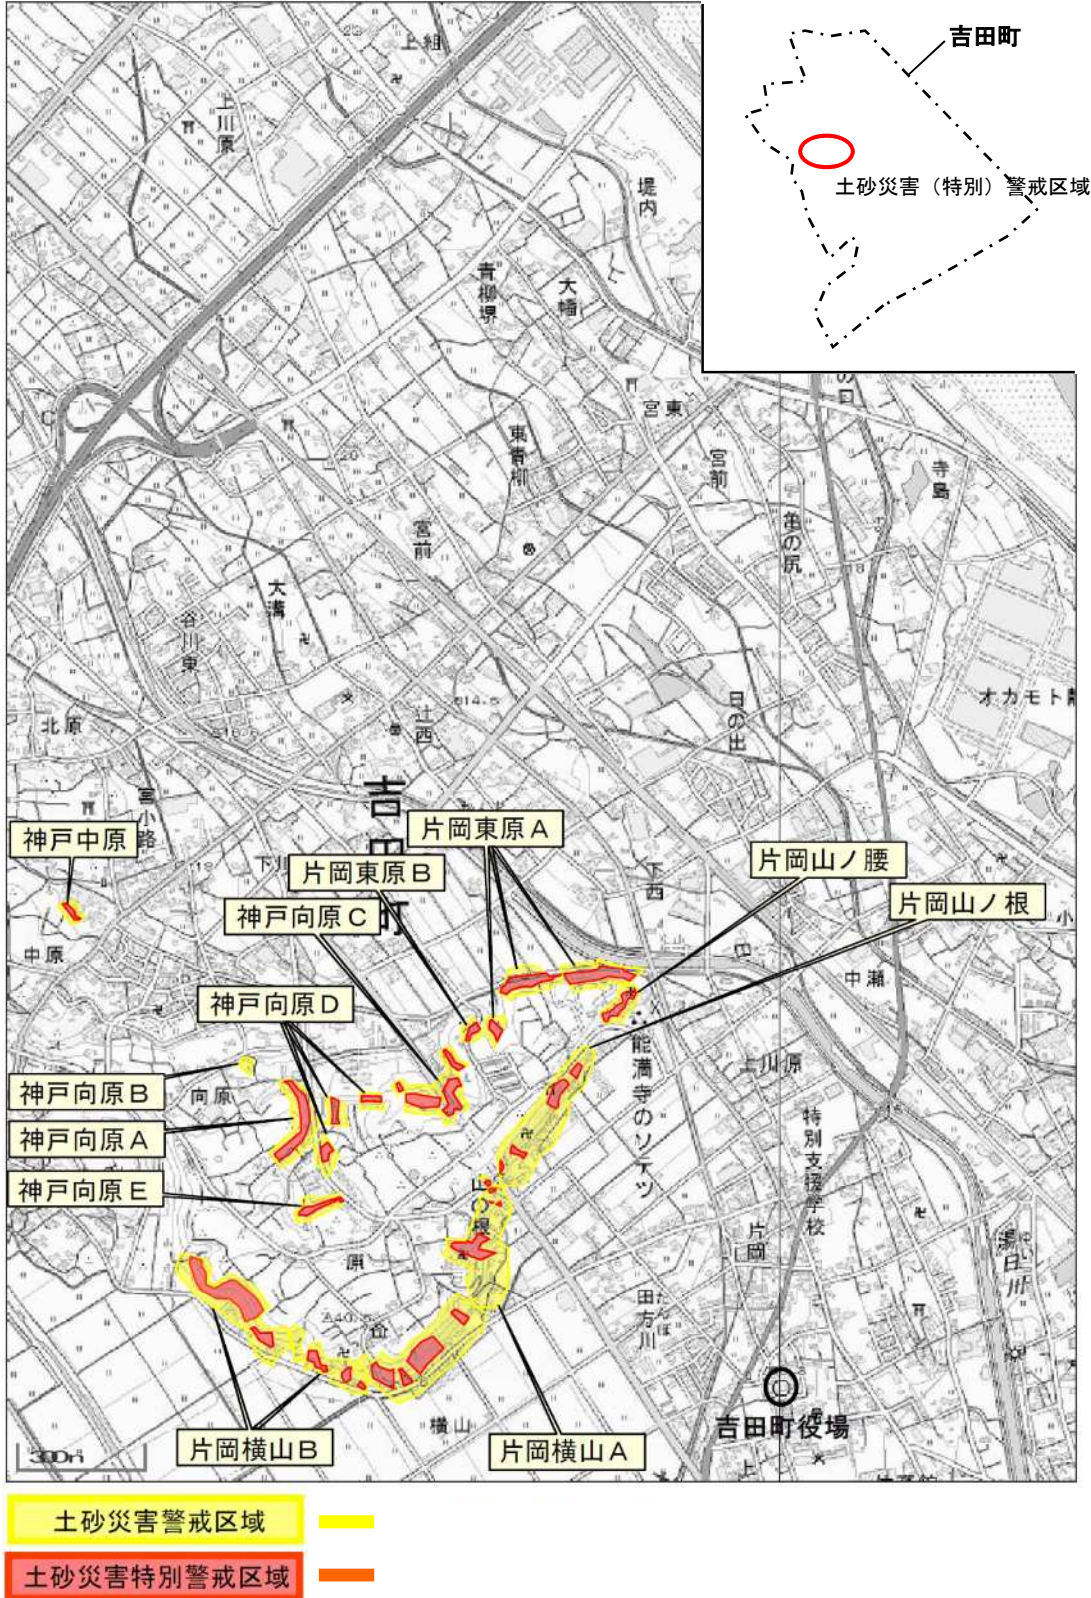 吉田町
土砂災害（特別）警戒区域
上組
上川原
堤内
青柳堺
大幡
宮東
東青柳
宮前
寺島
亀の尻
宮前
大溝
谷川東
オカモト
日の出
辻西
北原
宮小路
吉田町
神戸中原
片岡東原A
片岡東原B
片岡山ノ腰
下西
神戸向原C
片岡山ノ根
中原
中瀬
神戸向原D
能満寺のソテツ
上川原
神戸向原B
向原
特別支援学校
神戸向原A
神戸向原E
山の根
片岡
原
湯日川
田方川
たんぼ
横山
吉田町役場
片岡横山B
片岡横山A
300m
土砂災害警戒区域
土砂災害特別警戒区域